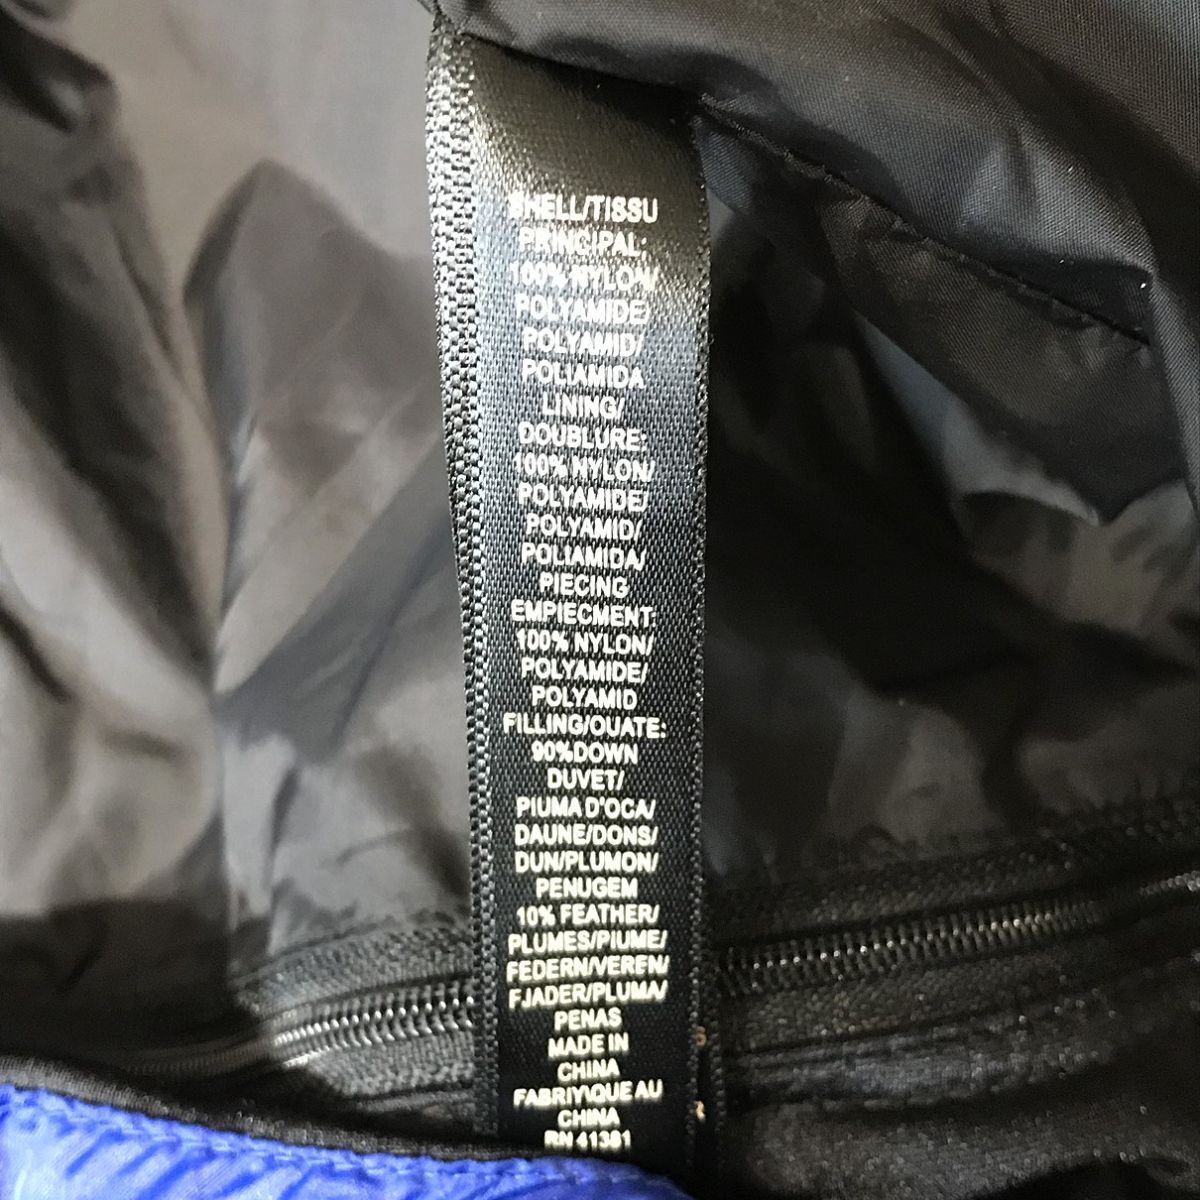 SHELL/TISSU
PRINCIPAL:
100% NYLON/
POLYAMIDE/
POLYAMID/
POLIAMIDA
LINING/
DOUBLURE:
100% NYLON/
POLYAMIDE/
POLYAMID/
POLIAMIDA/
PIECING
EMPIECMENT:
100% NYLON/
POLYAMIDE/
POLYAMID
FILLING/OUATE:
90%DOWN
DUVET/
PIUMA D'OCA/
DAUNE/DONS/
DUN/PLUMON/
PENUGEM
10% FEATHER/
PLUMES/PIUME/
FEDERN/VEREN/
FJADER/PLUMA/
PENAS
MADE IN
CHINA
FABRIY\QUE AU
CHINA
RN 41381